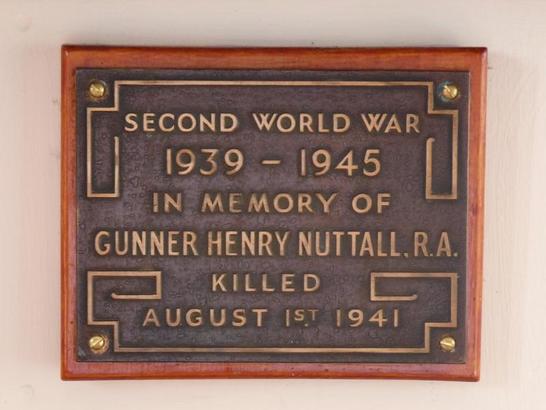 SECOND WORLD WAR
1939 – 1945
IN MEMORY OF
GUNNER HENRY NUTTALL, R.A.
KILLED
AUGUST 1ST 1941